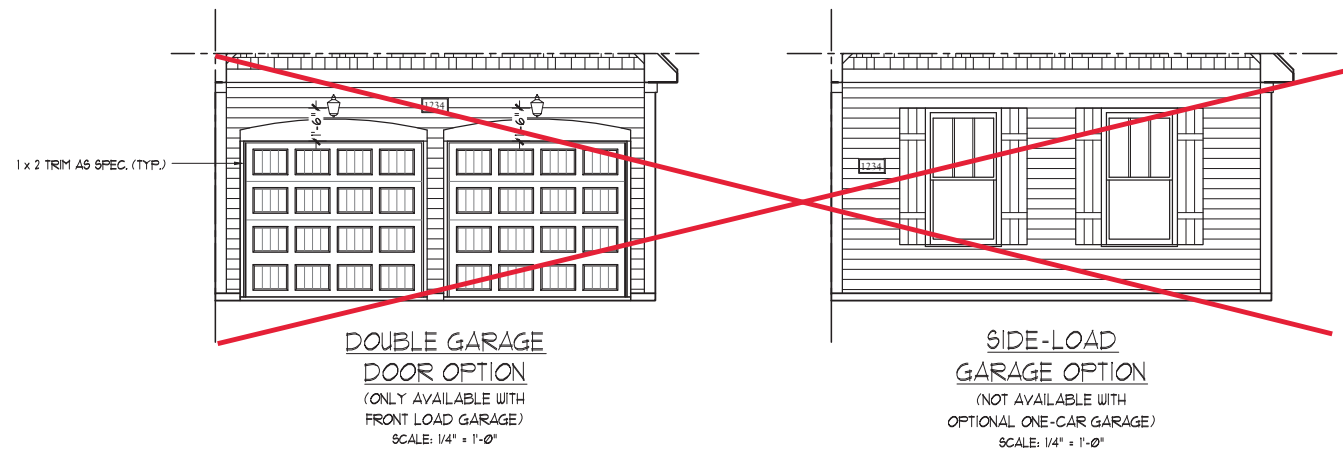 1'-6"
1234
1'-6"
1 x 2 TRIM AS SPEC. (TYP.)
DOUBLE GARAGE
DOOR OPTION
(ONLY AVAILABLE WITH
FRONT LOAD GARAGE)
SCALE: 1/4" = 1'-0"
1234
SIDE-LOAD
GARAGE OPTION
(NOT AVAILABLE WITH
OPTIONAL ONE-CAR GARAGE)
SCALE: 1/4" = 1'-0"